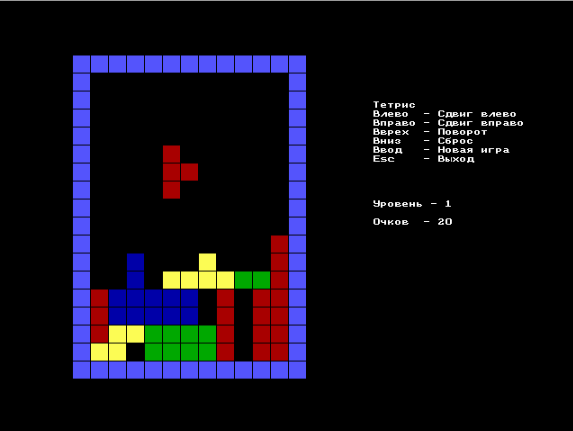 Тетрис
Влево - Сдвиг влево
Вправо - Сдвиг вправо
Вврех - Поворот
Вниз - Сброс
Ввод - Новая игра
Esc - Выход
Уровень - 1
Очков - 20